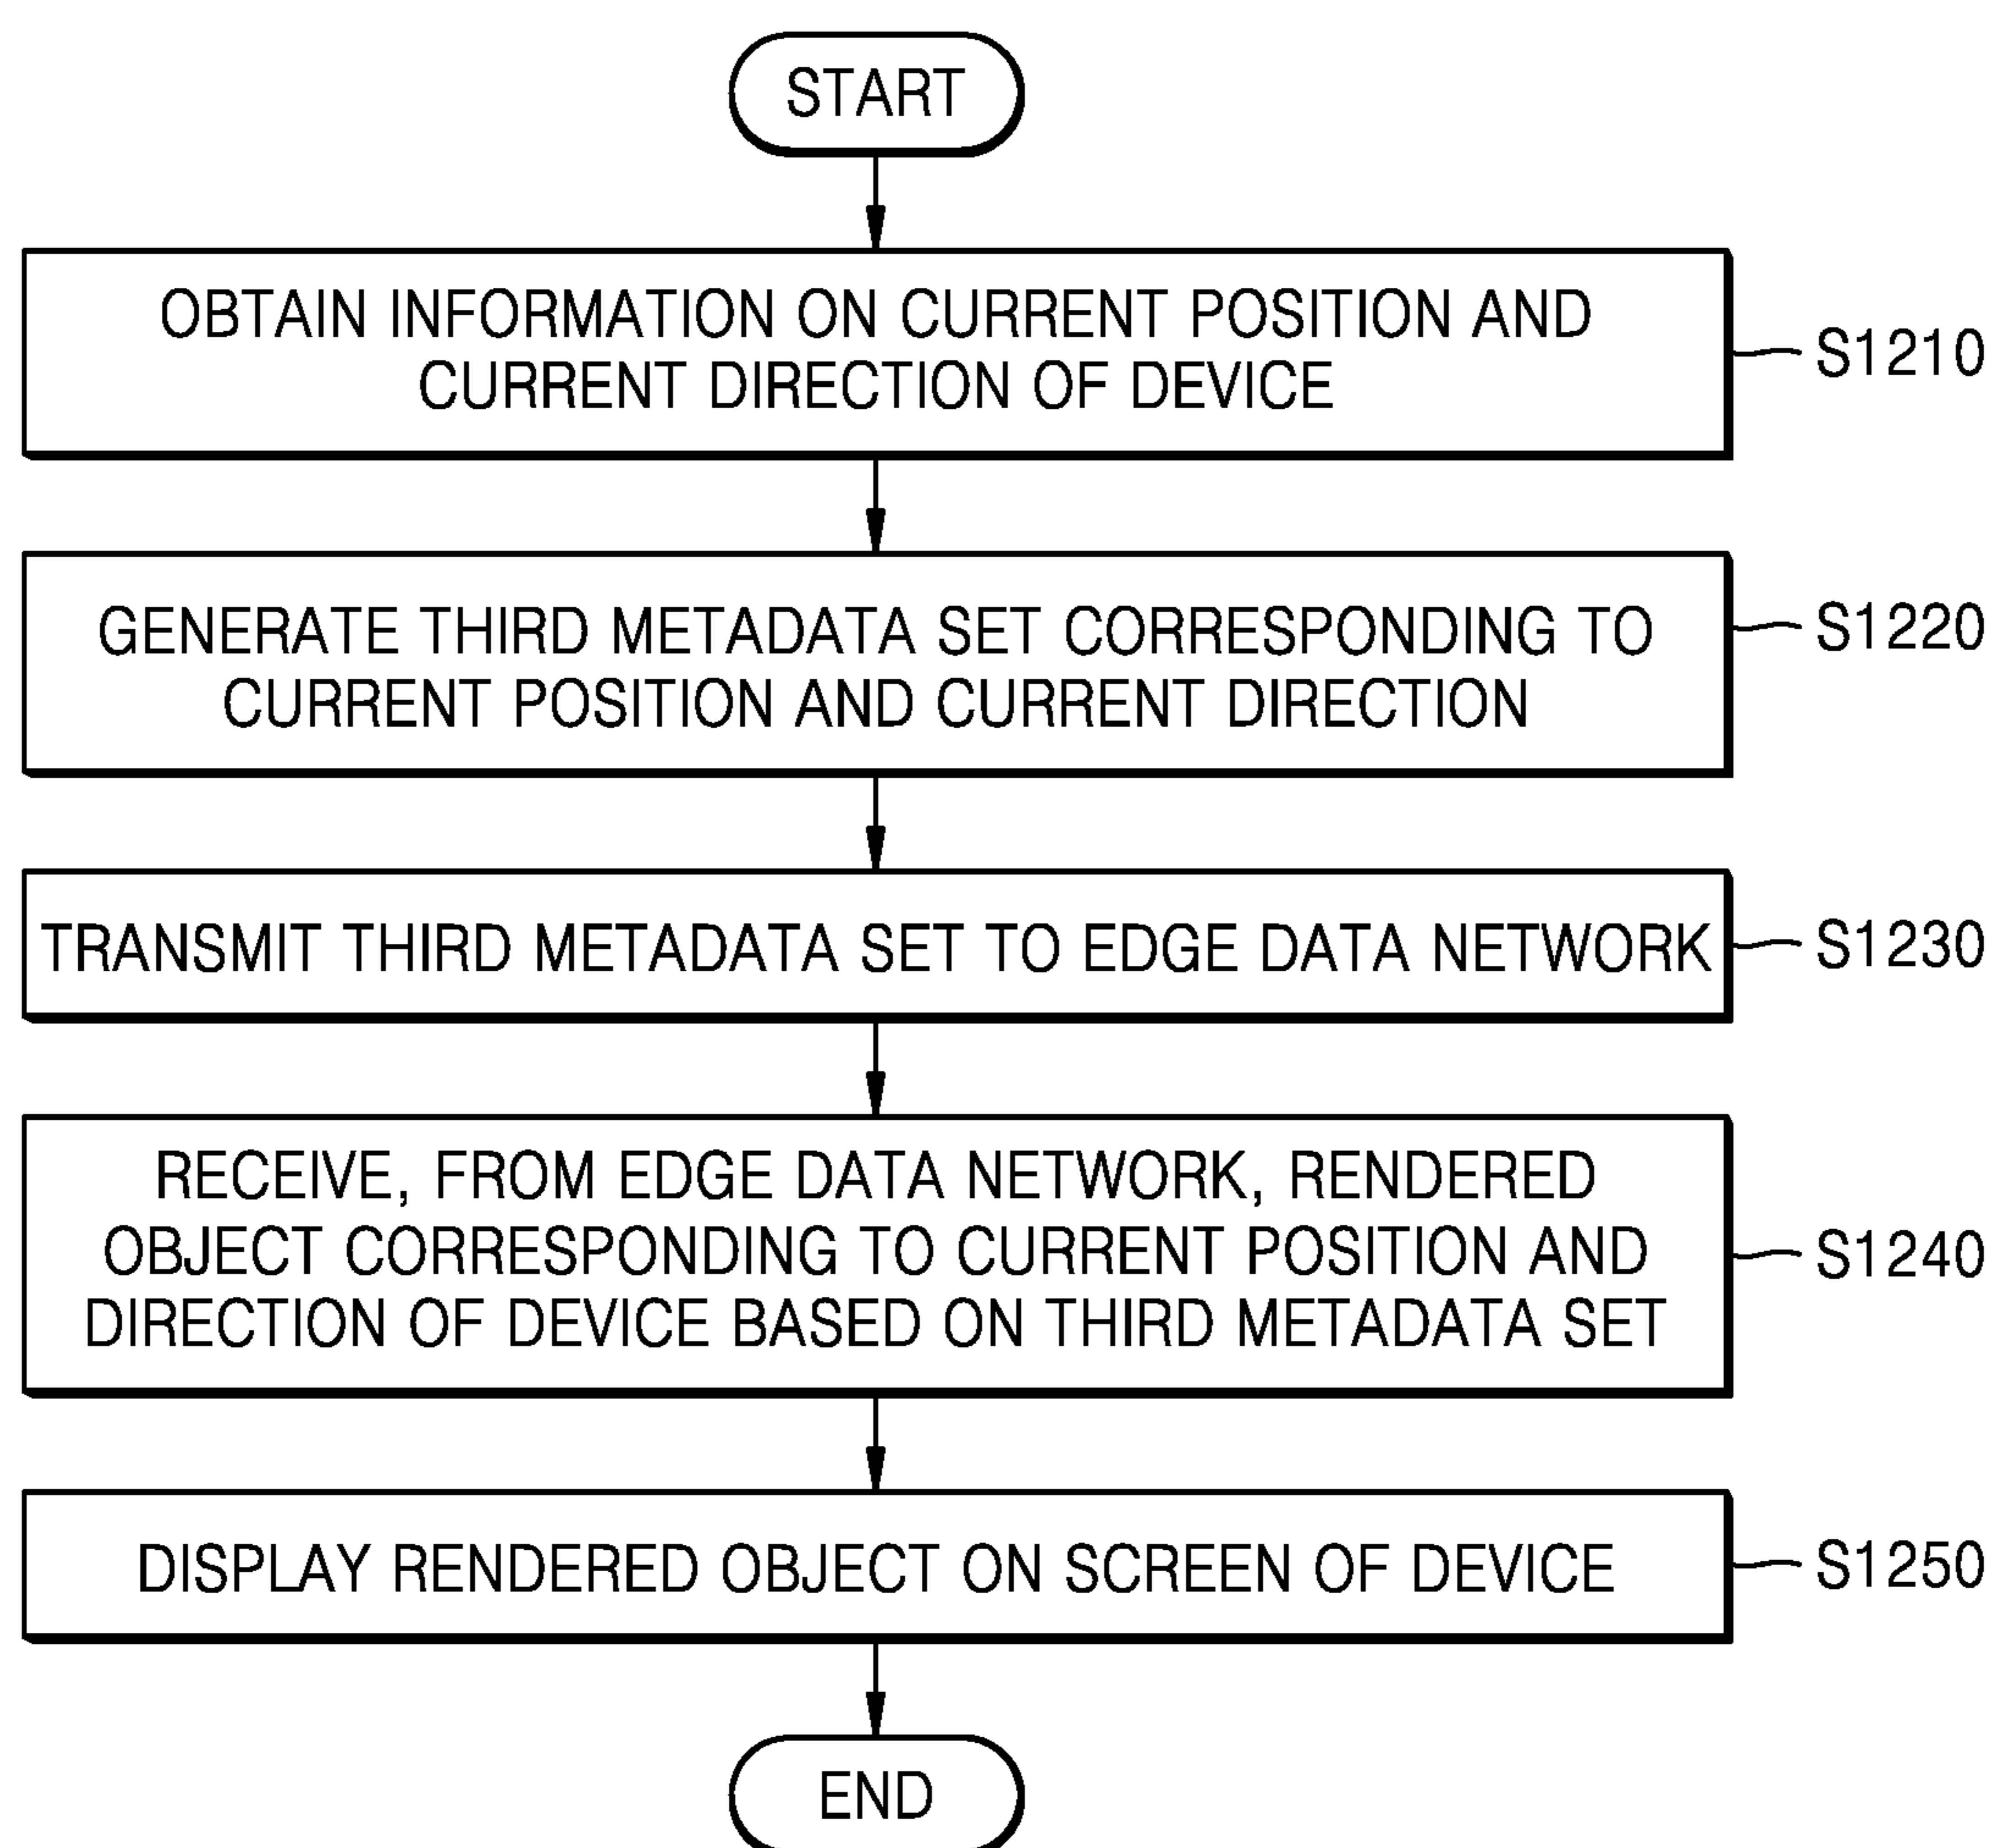 START
OBTAIN INFORMATION ON CURRENT POSITION AND
CURRENT DIRECTION OF DEVICE
S1210
GENERATE THIRD METADATA SET CORRESPONDING TO
CURRENT POSITION AND CURRENT DIRECTION
S1220
TRANSMIT THIRD METADATA SET TO EDGE DATA NETWORK
S1230
RECEIVE, FROM EDGE DATA NETWORK, RENDERED
OBJECT CORRESPONDING TO CURRENT POSITION AND
DIRECTION OF DEVICE BASED ON THIRD METADATA SET
S1240
DISPLAY RENDERED OBJECT ON SCREEN OF DEVICE
S1250
END